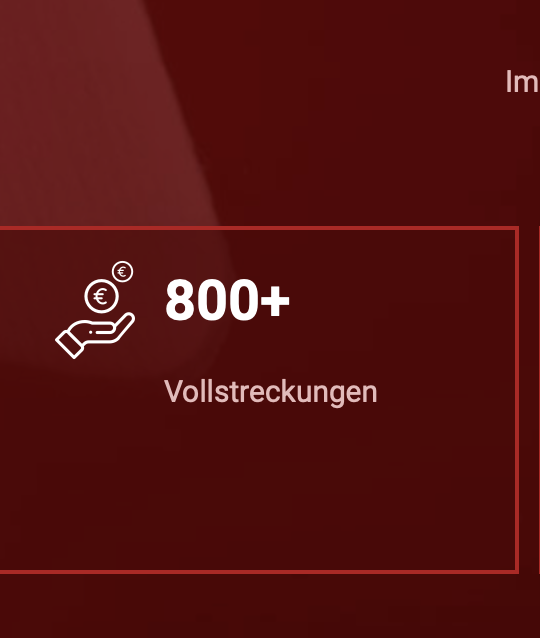 Im
€
€
800+
Vollstreckungen